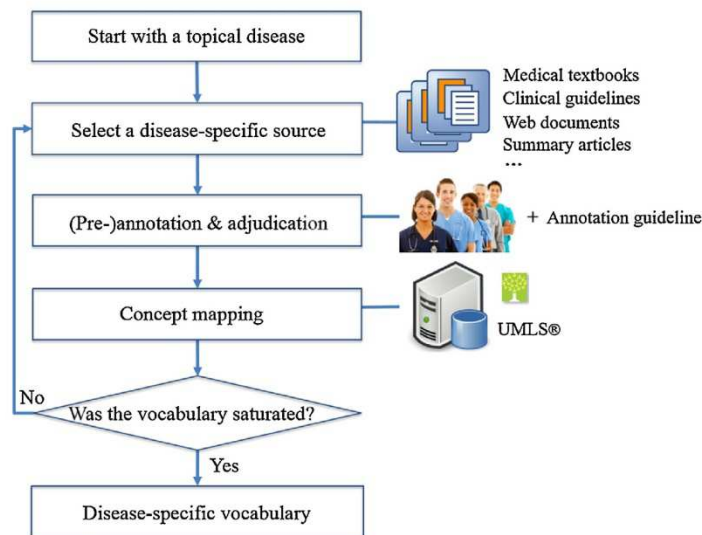 Start with a topical disease
Select a disease-specific source
Medical textbooks
Clinical guidelines
Web documents
Summary articles
...
(Pre-)annotation & adjudication
+ Annotation guideline
Concept mapping
UMLS®
No
Was the vocabulary saturated?
Yes
Disease-specific vocabulary